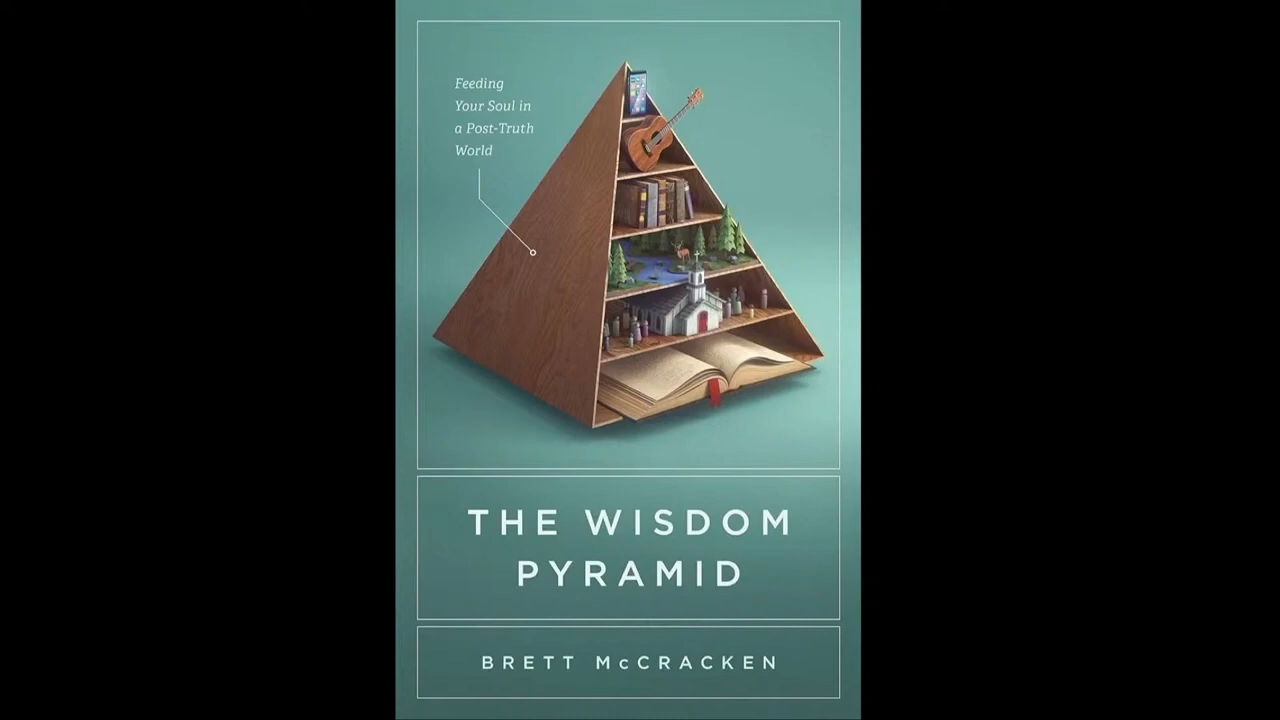 Feeding
Your Soul in
a Post-Truth
World
THE WISDOM
PYRAMID
BRETT McCRACKEN